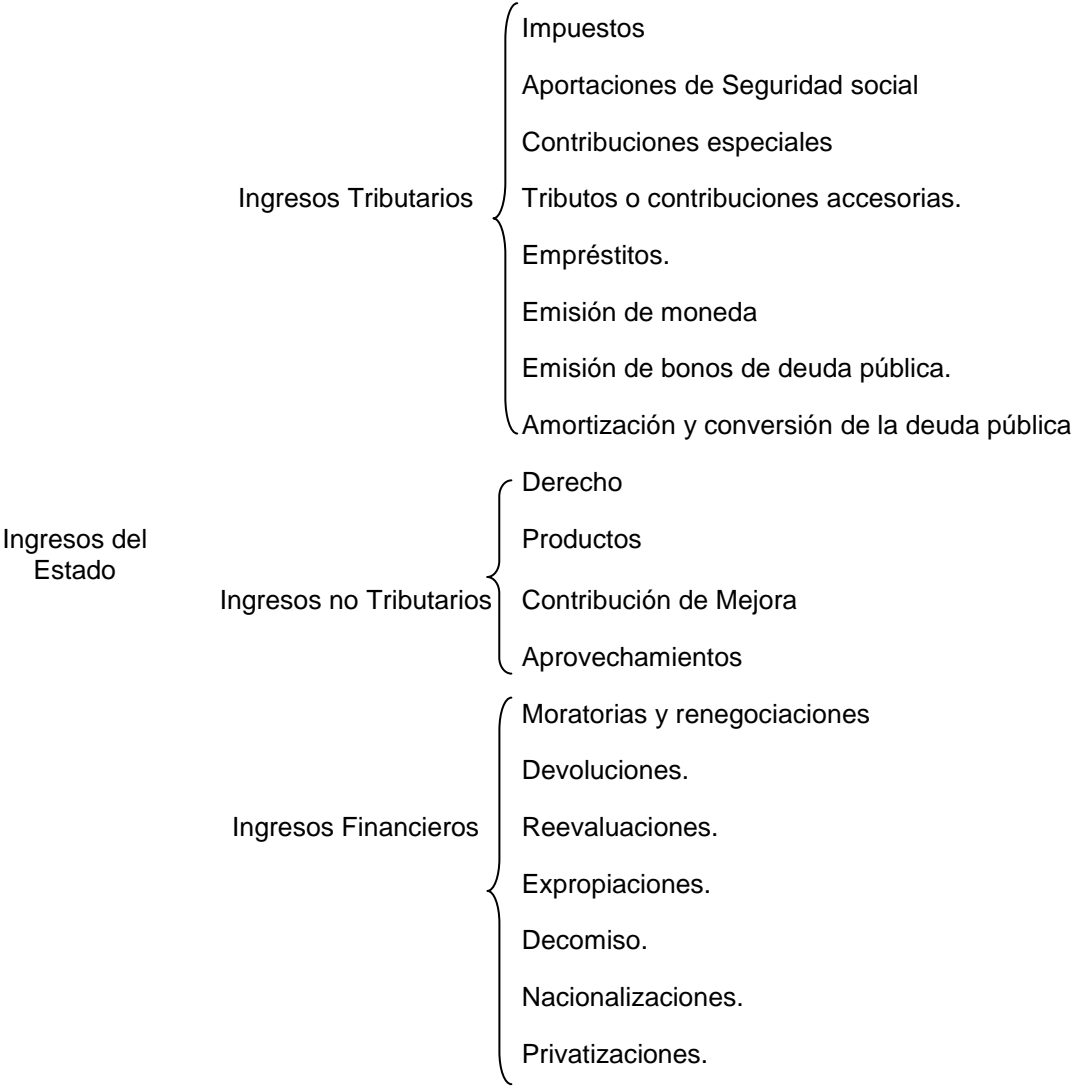 Impuestos
Aportaciones de Seguridad social
Contribuciones especiales
Ingresos Tributarios
Tributos o contribuciones accesorias.
Empréstitos.
Emisión de moneda
Emisión de bonos de deuda pública.
Amortización y conversión de la deuda pública
Derecho
Ingresos del
Estado
Productos
Ingresos no Tributarios
Contribución de Mejora
Aprovechamientos
Moratorias y renegociaciones
Devoluciones.
Ingresos Financieros
Reevaluaciones.
Expropiaciones.
Decomiso.
Nacionalizaciones.
Privatizaciones.